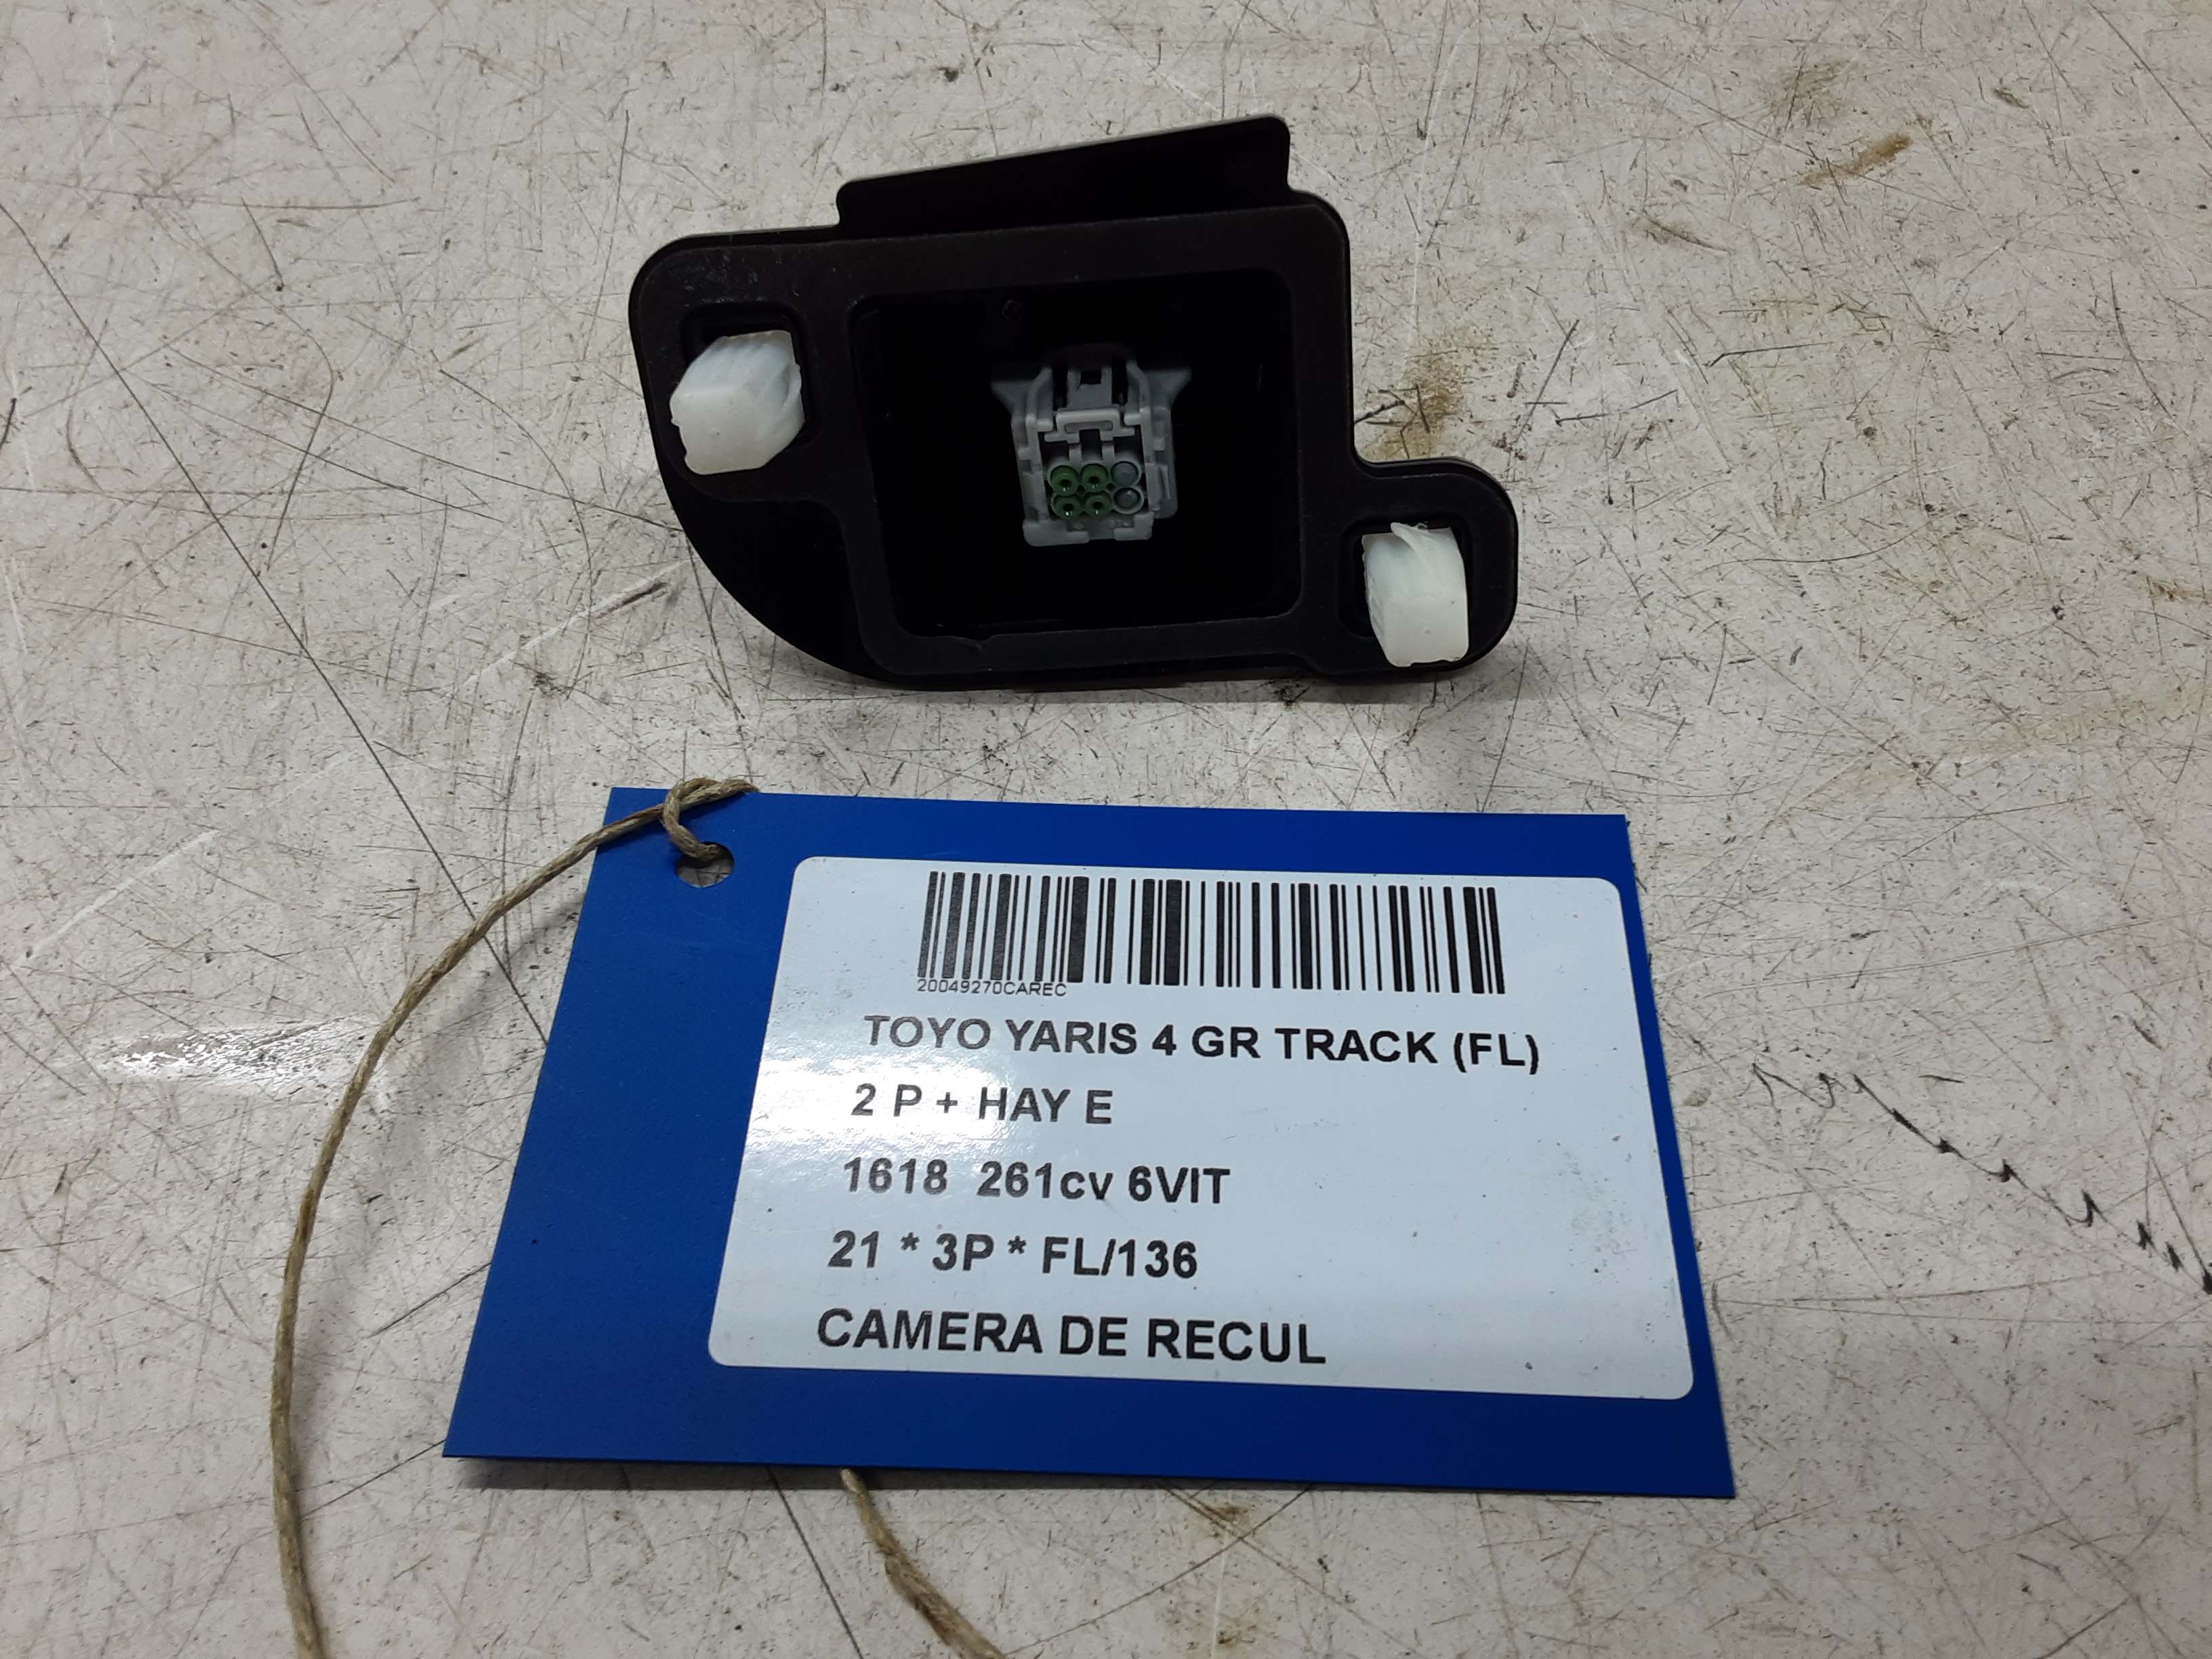 20049270CAREC
TOYO YARIS 4 GR TRACK (FL)
2 P + HAY E
1618 261cv 6VIT
21 * 3P * FL/136
CAMERA DE RECUL